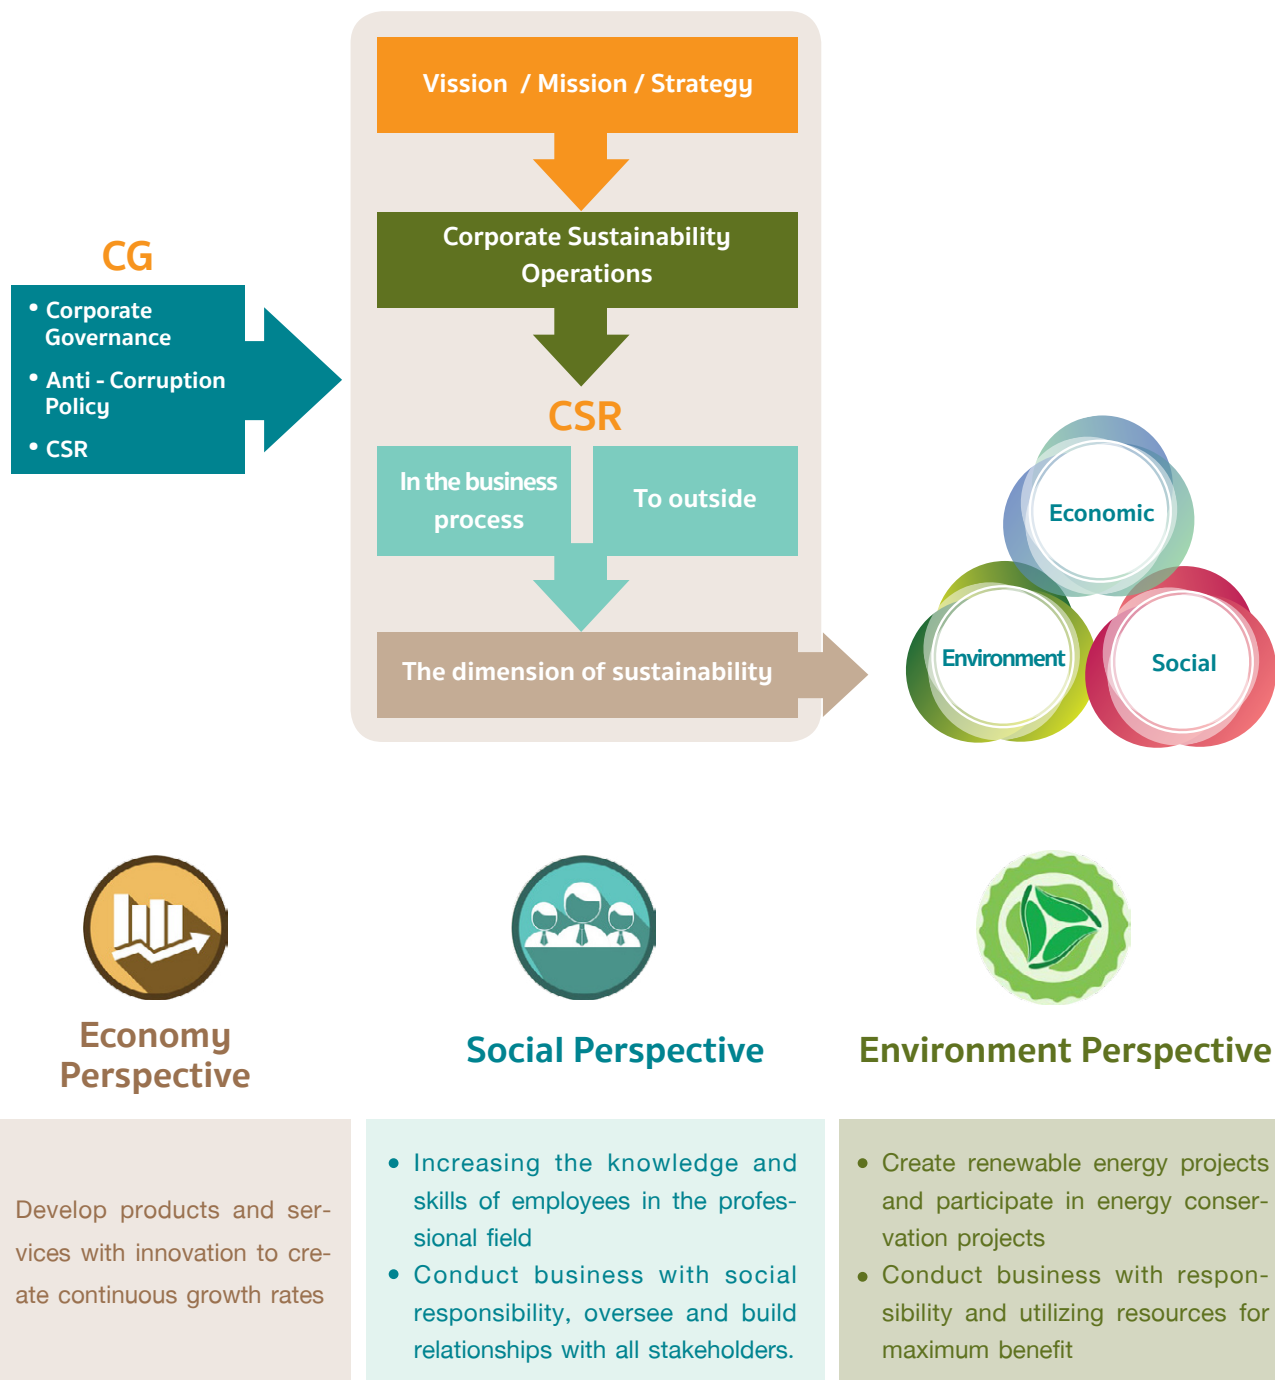 Vission / Mission / Strategy
Corporate Sustainability
Operations
CG
• Corporate
Governance
• Anti - Corruption
Policy
• CSR
CSR
In the business
process
To outside
The dimension of sustainability
Economic
Environment
Social
Economy
Perspective
Develop products and ser-
vices with innovation to cre-
ate continuous growth rates
Social Perspective
• Increasing the knowledge and
skills of employees in the profes-
sional field
• Conduct business with social
responsibility, oversee and build
relationships with all stakeholders.
Environment Perspective
• Create renewable energy projects
and participate in energy conser-
vation projects
• Conduct business with respon-
sibility and utilizing resources for
maximum benefit